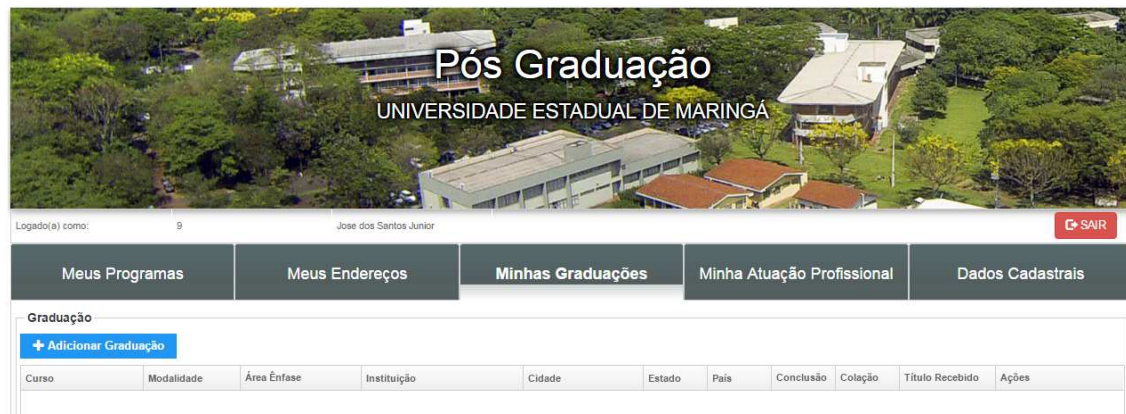 Pós Graduação
UNIVERSIDADE ESTADUAL DE MARINGÁ
Logado(a) como: 9 Jose dos Santos Junior SAIR
Meus Programas Meus Endereços Minhas Graduações Minha Atuação Profissional Dados Cadastrais
Graduação
Adicionar Graduação
Curso Modalidade Área Ênfase Instituição Cidade Estado País Conclusão Colação Título Recebido Ações